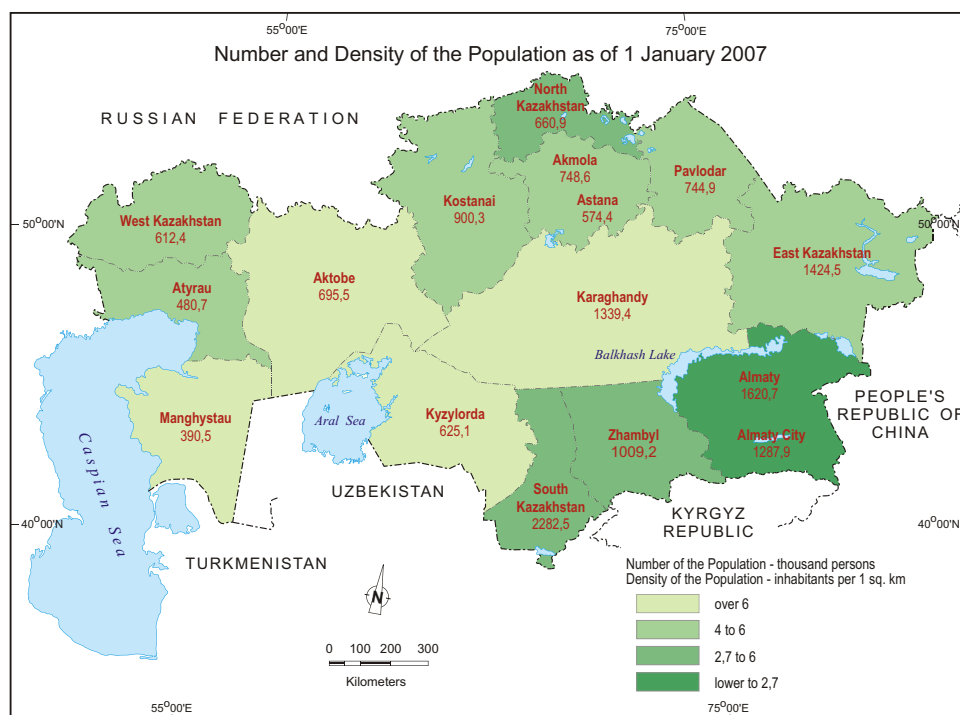 55°00'E
75°00'E
Number and Density of the Population as of 1 January 2007
RUSSIAN FEDERATION
North
Kazakhstan
660,9
Akmola
748,6
Pavlodar
744,9
Kostanai
900,3
Astana
574,4
50°00'N
50°00'N
West Kazakhstan
612,4
East Kazakhstan
1424,5
Aktobe
695,5
Atyrau
480,7
Karaghandy
1339,4
Balkhash Lake
Almaty
1620,7
PEOPLE'S
REPUBLIC OF
CHINA
Manghystau
390,5
Aral Sea
Kyzylorda
625,1
Zhambyl
1009,2
Almaty City
1287,9
Caspian Sea
UZBEKISTAN
South
Kazakhstan
2282,5
KYRGYZ
REPUBLIC
40°00'N
40°00'N
TURKMENISTAN
N
Number of the Population - thousand persons
Density of the Population - inhabitants per 1 sq. km
over 6
4 to 6
2,7 to 6
lower to 2,7
0 100 200 300
Kilometers
55°00'E
75°00'E